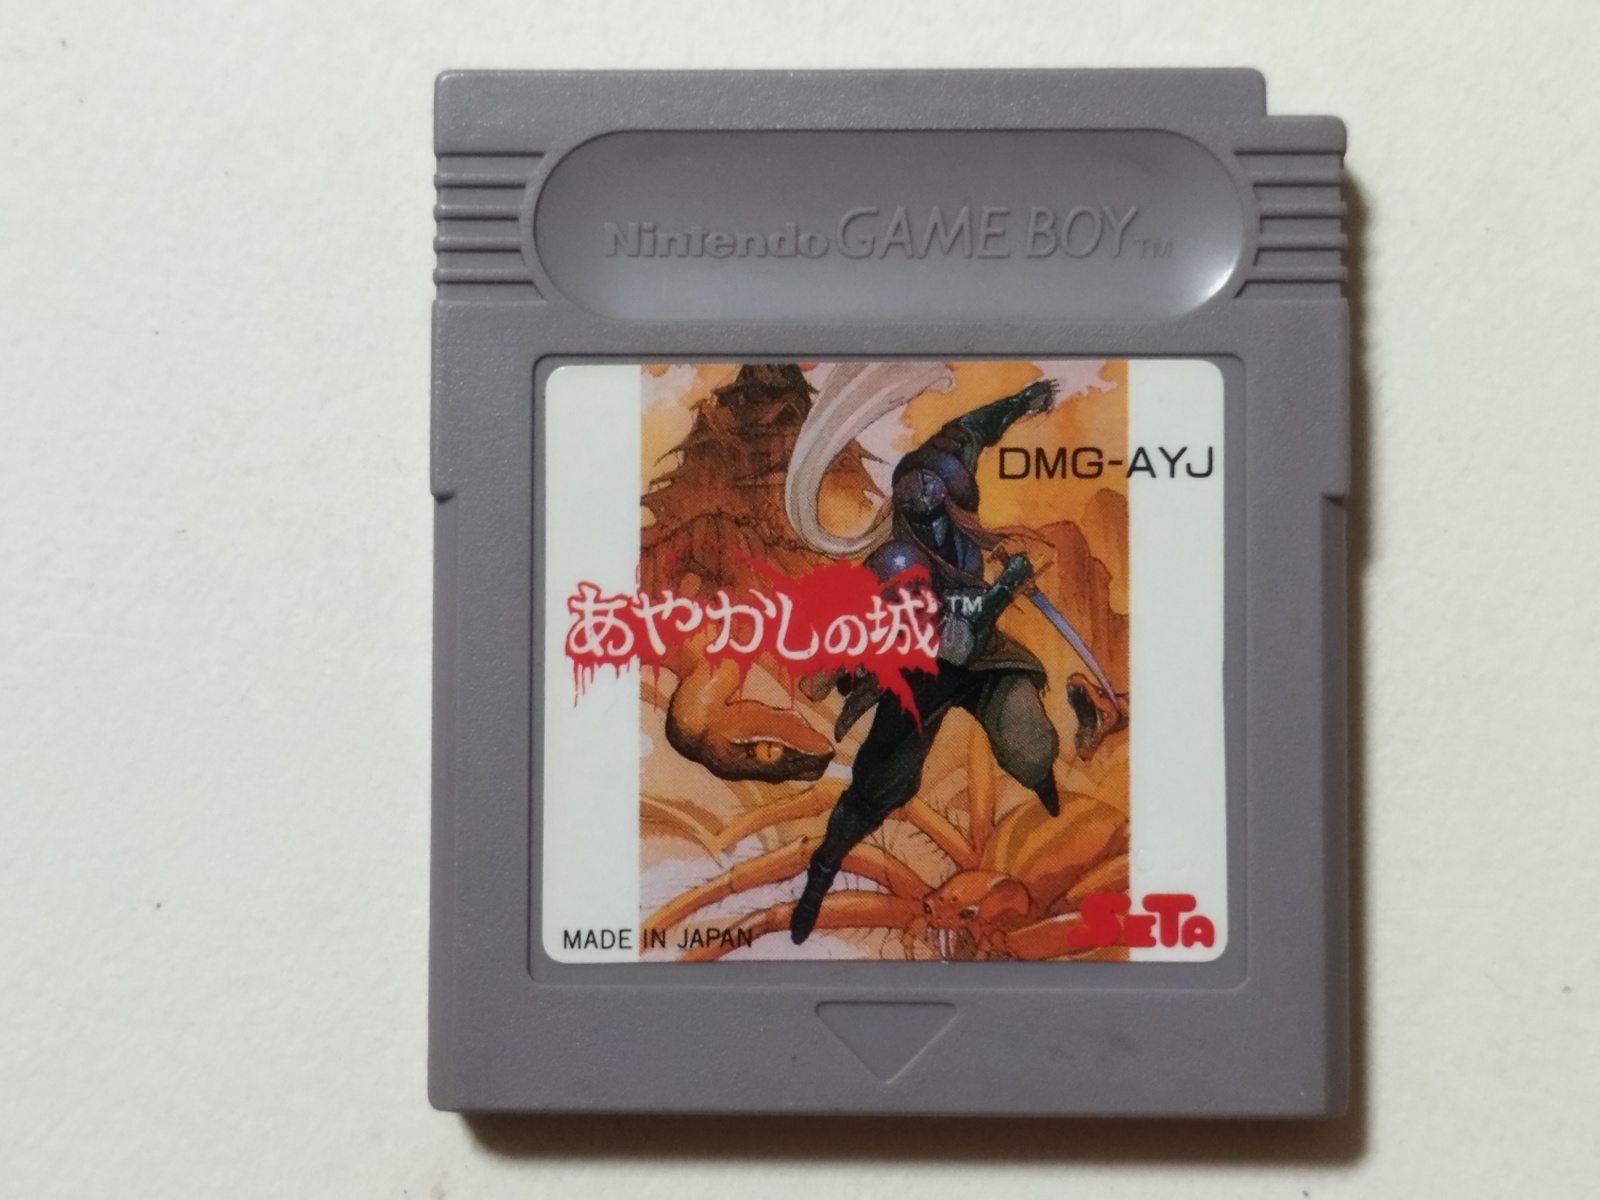 Nintendo GAME BOY™
DMG-AYJ
あやかしの城™
MADE IN JAPAN
SETA